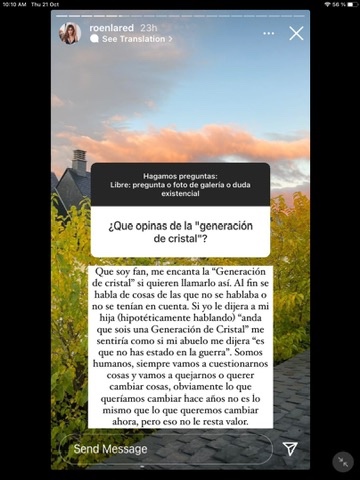 10:10 AM Thu 21 Oct
56 %
roenlared 23h
See Translation >
Hagamos preguntas:
Libre: pregunta o foto de galería o duda
existencial
¿Que opinas de la "generación
de cristal"?
Que soy fan, me encanta la “Generación
de cristal” si quieren llamarlo así. Al fin se
habla de cosas de las que no se hablaba o
no se tenían en cuenta. Si yo le dijera a mi
hija (hipotéticamente hablando) “anda
que sois una Generación de Cristal” me
sentiría como si mi abuelo me dijera “es
que no has estado en la guerra”. Somos
humanos, siempre vamos a cuestionarnos
cosas y vamos a quejarnos o querer
cambiar cosas, obviamente lo que
queríamos cambiar hace años no es lo
mismo que lo que queremos cambiar
ahora, pero eso no le resta valor.
Send Message